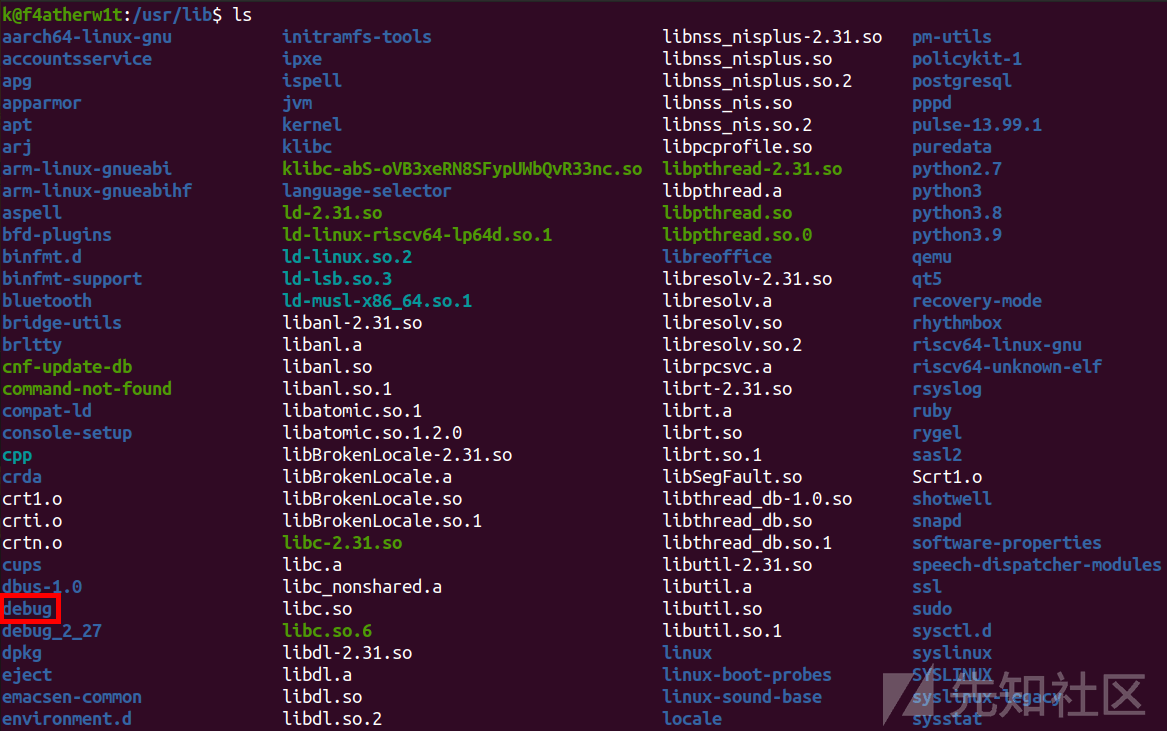 k@f4atherw1t:/usr/lib$ ls
aarch64-linux-gnu initramfs-tools libnss_nisplus-2.31.so pm-utils
accountsservice ipxe libnss_nisplus.so policykit-1
apg ispell libnss_nisplus.so.2 postgresql
apparmor jvm libnss_nis.so pppd
apt kernel libnss_nis.so.2 pulse-13.99.1
arj klibc libpcprofile.so puredata
arm-linux-gnueabi klibc-abS-oVB3xeRN8SFypUWbQvR33nc.so libpthread-2.31.so python2.7
arm-linux-gnueabihf language-selector libpthread.a python3
aspell ld-2.31.so libpthread.so python3.8
bfd-plugins ld-linux-riscv64-lp64d.so.1 libpthread.so.0 python3.9
binfmt.d ld-linux.so.2 libreoffice qemu
binfmt-support ld-lsb.so.3 libresolv-2.31.so qt5
bluetooth ld-musl-x86_64.so.1 libresolv.a recovery-mode
bridge-utils libanl-2.31.so libresolv.so rhythmbox
brltty libanl.a libresolv.so.2 riscv64-linux-gnu
cnf-update-db libanl.so librpcsvc.a riscv64-unknown-elf
command-not-found libanl.so.1 librt-2.31.so rsyslog
compat-ld libatomic.so.1 librt.a ruby
console-setup libatomic.so.1.2.0 librt.so rygel
cpp libBrokenLocale-2.31.so librt.so.1 sasl2
crda libBrokenLocale.a libSegFault.so Scrt1.o
crt1.o libBrokenLocale.so libthread_db-1.0.so shotwell
crti.o libBrokenLocale.so.1 libthread_db.so snapd
crtn.o libc-2.31.so libthread_db.so.1 software-properties
cups libc.a libutil-2.31.so speech-dispatcher-modules
dbus-1.0 libc_nonshared.a libutil.a ssl
debug libc.so libutil.so sudo
debug_2_27 libc.so.6 libutil.so.1 sysctl.d
dpkg libdl-2.31.so linux syslinux
eject libdl.a linux-boot-probes SYSLINUX
emacsen-common libdl.so linux-sound-base syslinux-legacy
environment.d libdl.so.2 locale sysstat
先知社区